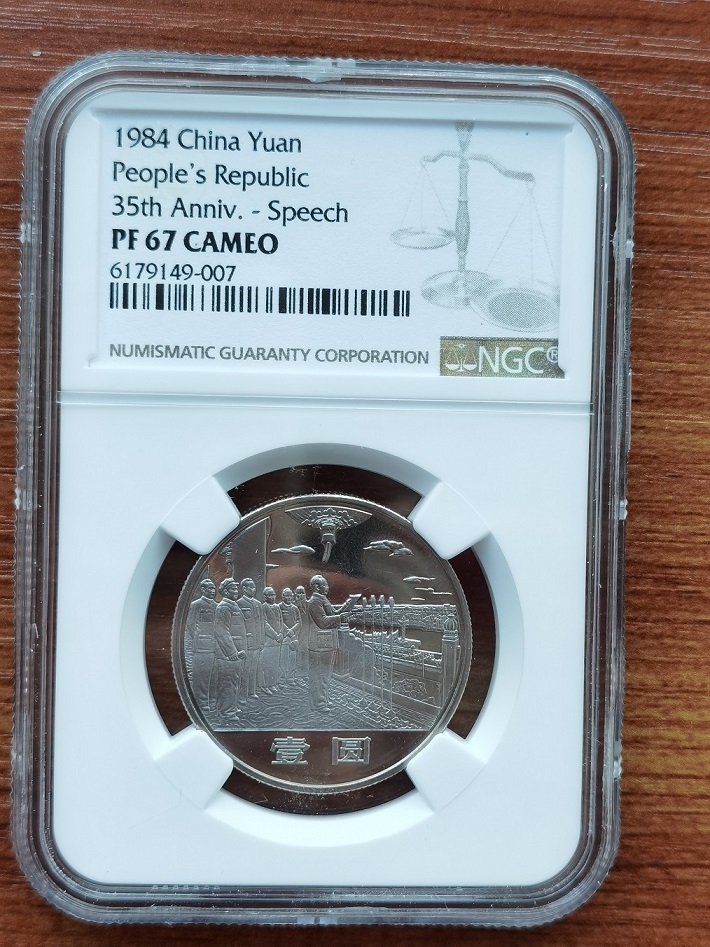 1984 China Yuan
People's Republic
35th Anniv. - Speech
PF 67 CAMEO
6179149-007
NUMISMATIC GUARANTY CORPORATION
NGC®
壹 圆